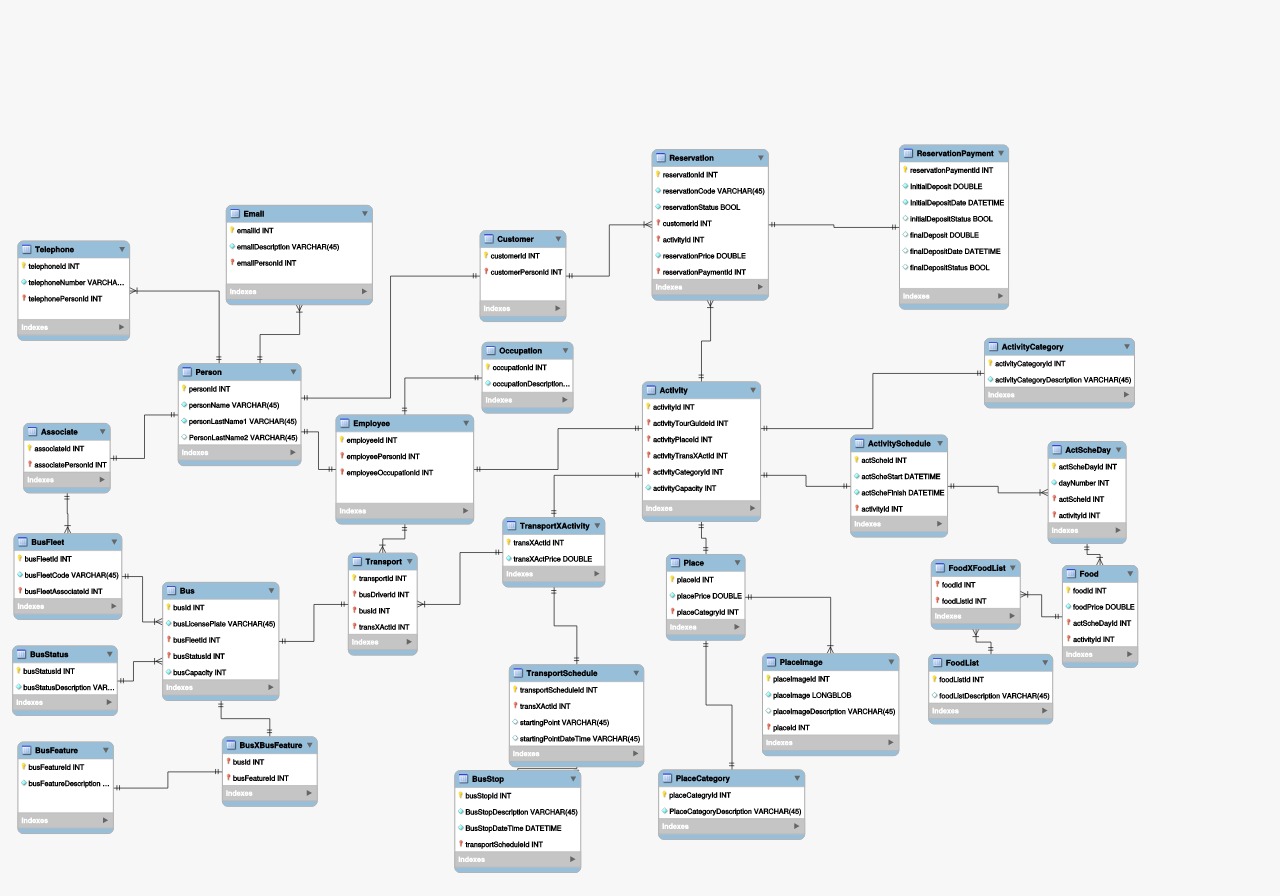 Reservation
reservationId INT
reservationCode VARCHAR(45)
reservationStatus BOOL
customerId INT
activityId INT
reservationPrice DOUBLE
reservationPaymentId INT
Indexes
ReservationPayment
reservationPaymentId INT
initialDeposit DOUBLE
initialDepositDate DATETIME
initialDepositStatus BOOL
finalDeposit DOUBLE
finalDepositDate DATETIME
finalDepositStatus BOOL
Indexes
Email
emailId INT
emailDescription VARCHAR(45)
emailPersonId INT
Indexes
Telephone
telephoneId INT
telephoneNumber VARCHA...
telephonePersonId INT
Indexes
Customer
customerId INT
customerPersonId INT
Indexes
Occupation
occupationId INT
occupationDescription...
Indexes
ActivityCategory
activityCategoryId INT
activityCategoryDescription VARCHAR(45)
Indexes
Person
personId INT
personName VARCHAR(45)
personLastName1 VARCHAR(45)
PersonLastName2 VARCHAR(45)
Indexes
Activity
activityId INT
activityTourGuideId INT
activityPlaceId INT
activityTransXActId INT
activityCategoryId INT
activityCapacity INT
Indexes
Employee
employeeId INT
employeePersonId INT
employeeOcupationId INT
Indexes
Associate
associateId INT
associatePersonId INT
Indexes
ActivitySchedule
actScheId INT
actScheStart DATETIME
actScheFinish DATETIME
activityId INT
Indexes
ActScheDay
actScheDayId INT
dayNumber INT
actScheId INT
activityId INT
Indexes
BusFleet
busFleetId INT
busFleetCode VARCHAR(45)
busFleetAssociateId INT
Indexes
TransportXActivity
transXActId INT
transXActPrice DOUBLE
Indexes
Transport
transportId INT
busDriverId INT
busId INT
transXActId INT
Indexes
Place
placeId INT
placePrice DOUBLE
placeCategryId INT
Indexes
FoodXFoodList
foodId INT
foodListId INT
Indexes
Food
foodId INT
foodPrice DOUBLE
actScheDayId INT
activityId INT
Indexes
Bus
busId INT
busLicensePlate VARCHAR(45)
busFleetId INT
busStatusId INT
busCapacity INT
Indexes
BusStatus
busStatusId INT
busStatusDescription VAR...
Indexes
TransportSchedule
transportScheduleId INT
transXActId INT
startingPoint VARCHAR(45)
startingPointDateTime VARCHAR(45)
Indexes
PlaceImage
placeImageId INT
placeImage LONGBLOB
placeImageDescription VARCHAR(45)
placeId INT
Indexes
FoodList
foodListId INT
foodListDescription VARCHAR(45)
Indexes
BusFeature
busFeatureId INT
busFeatureDescription ...
Indexes
BusXBusFeature
busId INT
busFeatureId INT
Indexes
BusStop
busStopId INT
BusStopDescription VARCHAR(45)
BusStopDateTime DATETIME
transportScheduleId INT
Indexes
PlaceCategory
placeCategryId INT
PlaceCategoryDescription VARCHAR(45)
Indexes